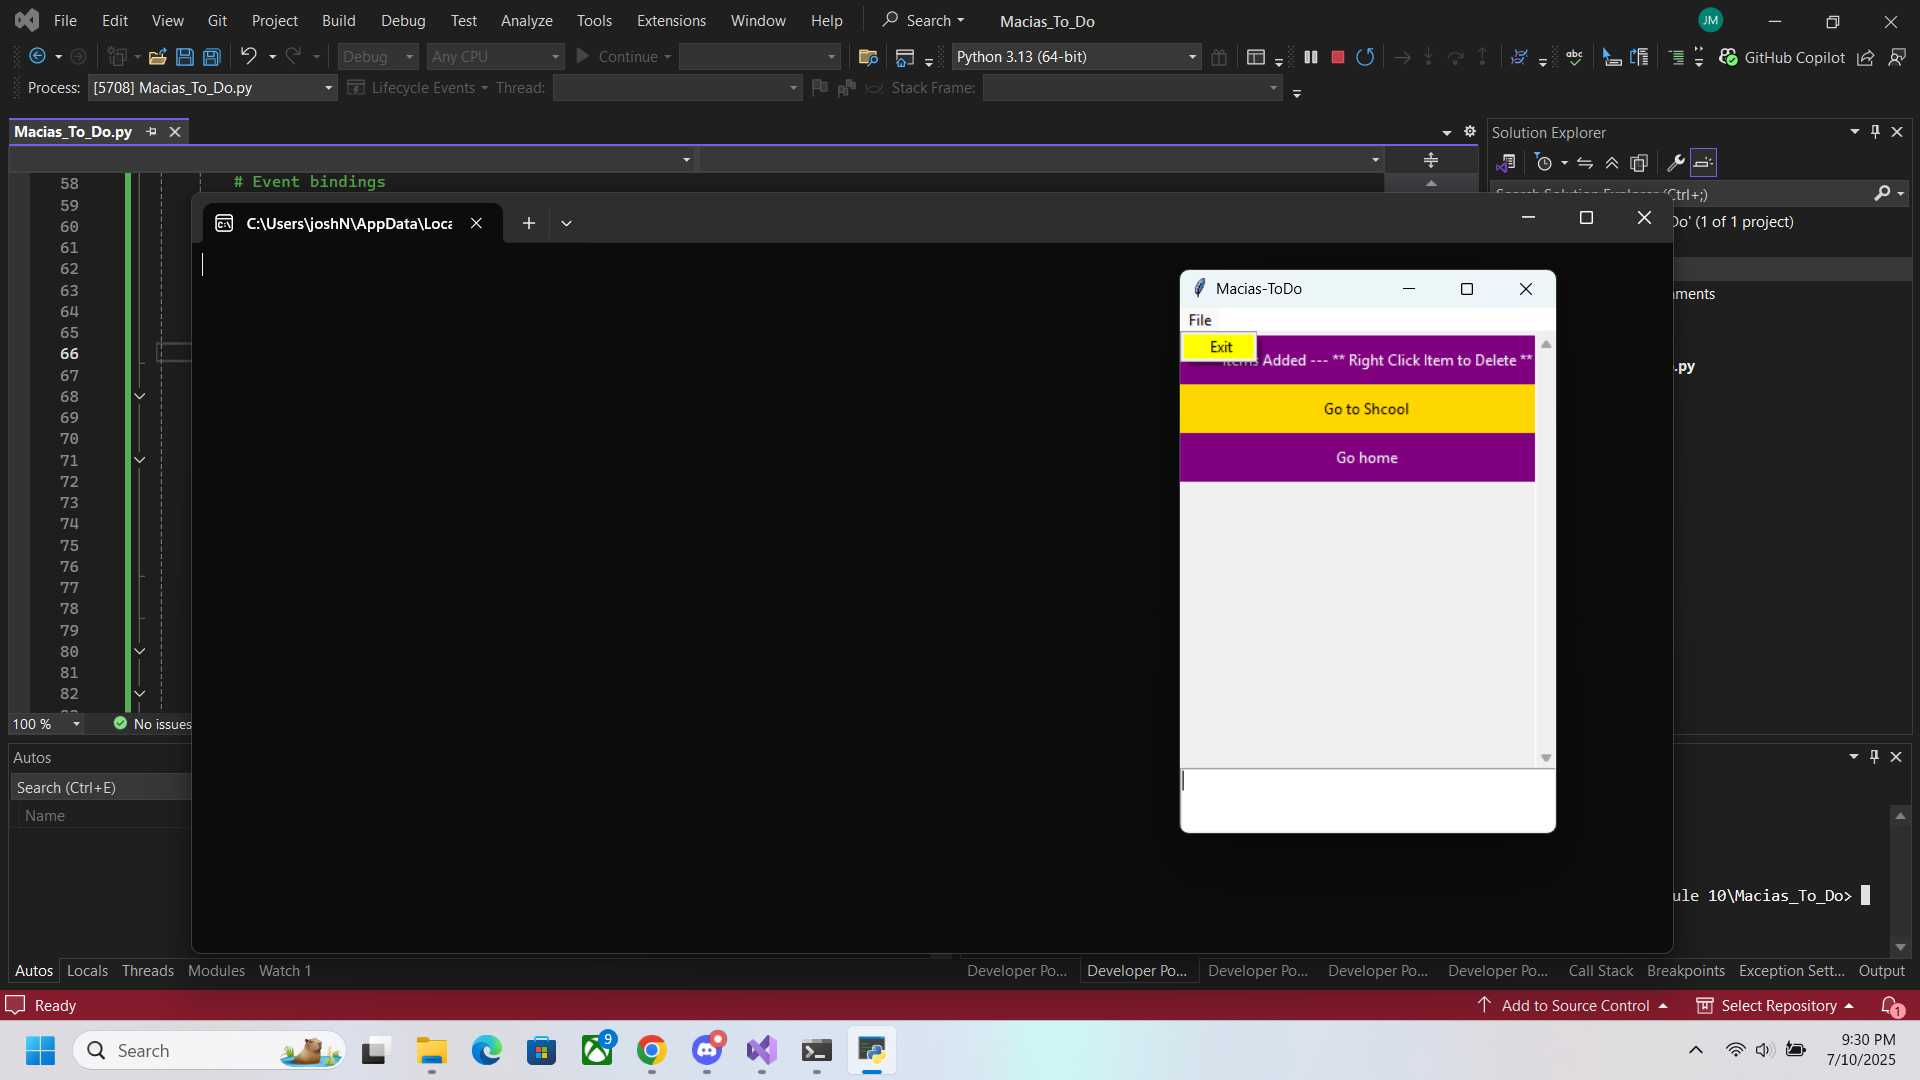 File Edit View Git Project Build Debug Test Analyze Tools Extensions Window Help Search Macias_To_Do JM
Debug Any CPU Continue Python 3.13 (64-bit) abc GitHub Copilot
Process: [5708] Macias_To_Do.py Lifecycle Events Thread: Stack Frame:
Macias_To_Do.py
Solution Explorer
58 # Event bindings
Search Solution Explorer (Ctrl+;)
59
Do' (1 of 1 project)
60
61
62
63
64
65
66
67
68
69
70
71
72
73
74
75
76
77
78
79
80
81
82
C:\Users\joshN\AppData\Loca
ments
.py
Macias-ToDo
File
Exit
Items Added --- ** Right Click Item to Delete **
Go to Shcool
Go home
100 % No issues
Autos
Search (Ctrl+E)
Name
ule 10\Macias_To_Do>
Autos Locals Threads Modules Watch 1
Developer Po... Developer Po... Developer Po... Developer Po... Developer Po... Call Stack Breakpoints Exception Sett... Output
Ready Add to Source Control Select Repository 1
Search 9 9:30 PM
7/10/2025